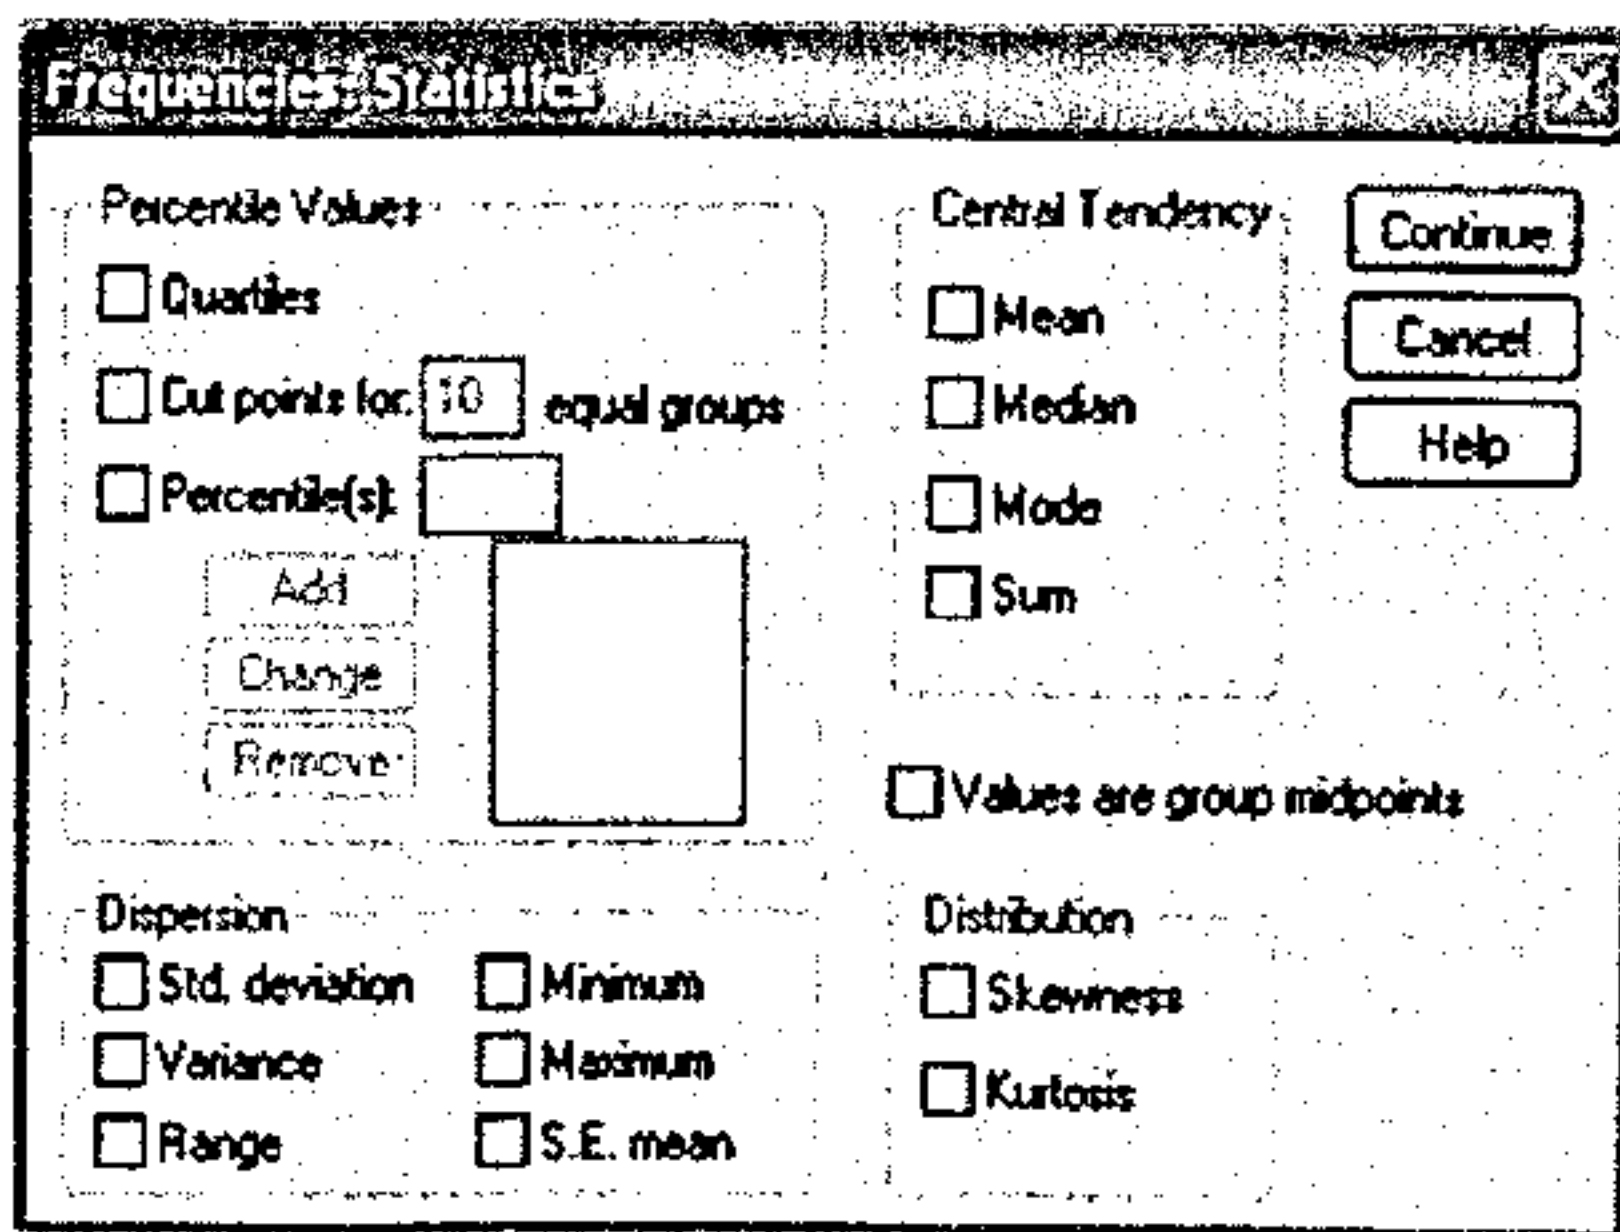 Frequencies: Statistics
Percentile Values
Quartiles
Cut points for: 10 equal groups
Percentile(s):
Add
Change
Remove
Central Tendency
Mean
Median
Mode
Sum
Continue
Cancel
Help
Values are group midpoints
Dispersion
Std. deviation
Variance
Range
Minimum
Maximum
S.E. mean
Distribution
Skewness
Kurtosis